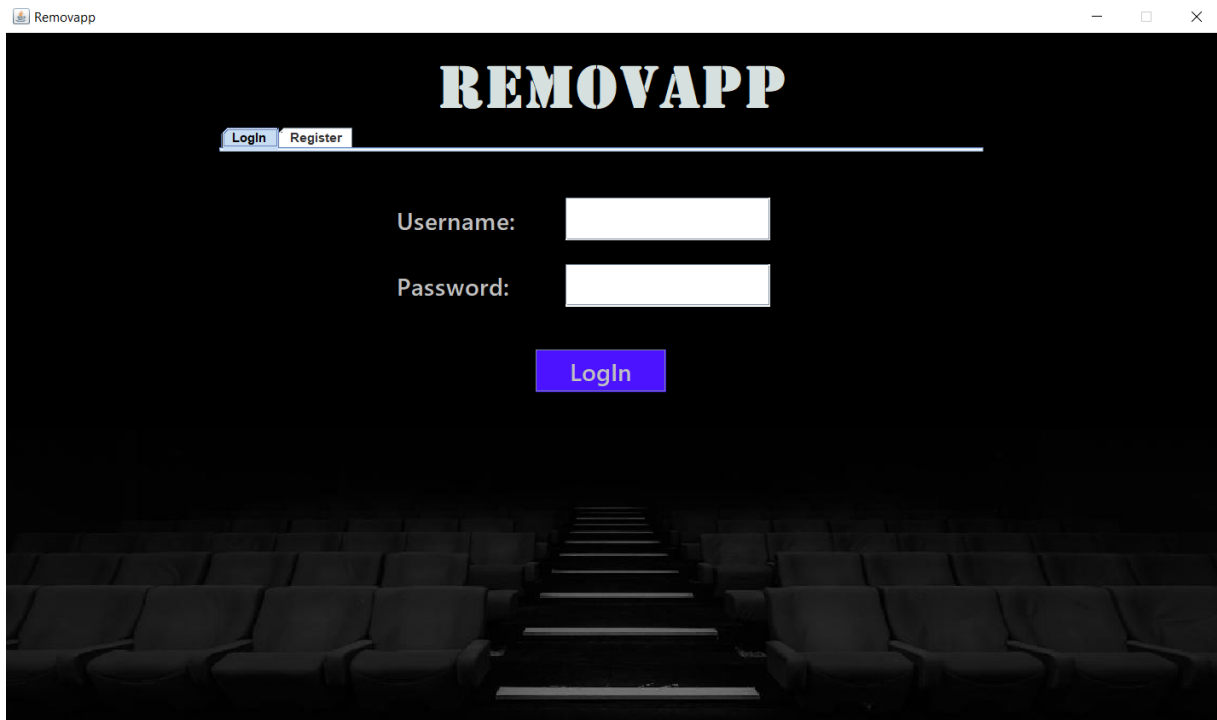 Removapp
REMOVAPP
LogIn Register
Username:
Password:
LogIn